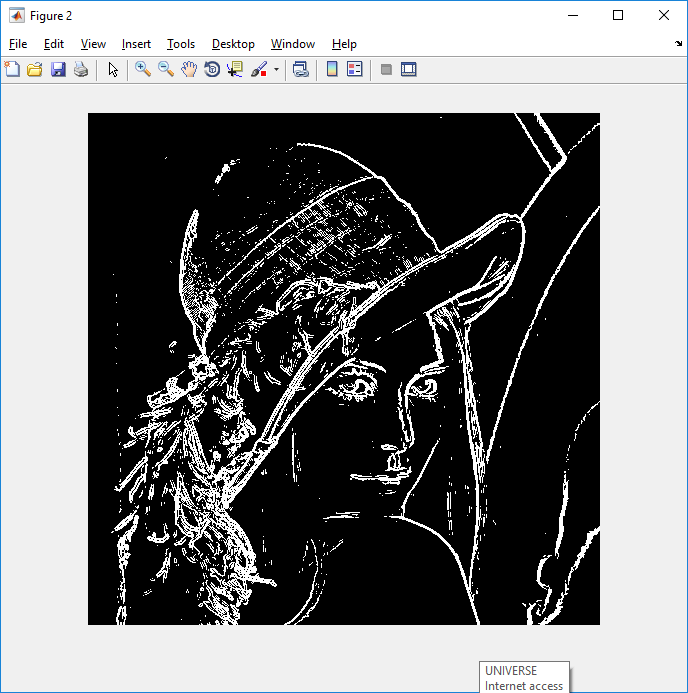 Figure 2
File Edit View Insert Tools Desktop Window Help
UNIVERSE
Internet access